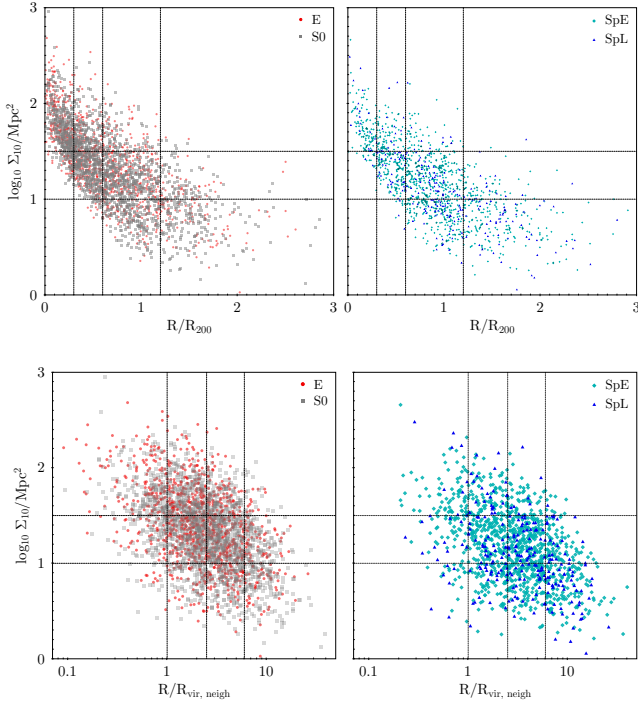 3
2
1
0
log₁₀ Σ₁₀/Mpc²
E
S0
0 1 2 3
R/R₂₀₀
SpE
SpL
0 1 2 3
R/R₂₀₀
3
2
1
0
log₁₀ Σ₁₀/Mpc²
E
S0
0.1 1 10
R/Rvir, neigh
SpE
SpL
0.1 1 10
R/Rvir, neigh